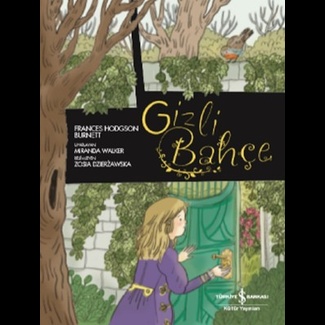 FRANCES HODGSON
BURNETT
UYARLAYAN
MIRANDA WALKER
RESİMLEYEN
ZOSIA DZIERŻAWSKA
Gizli
Bahçe
TÜRKİYE İŞ BANKASI
Kültür Yayınları